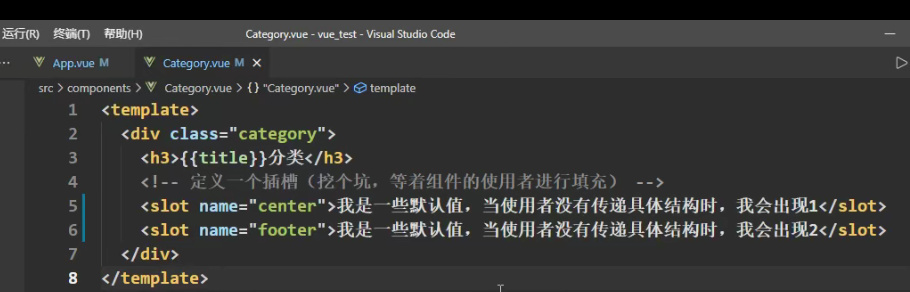 运行(R) 终端(T) 帮助(H) Category.vue - vue_test - Visual Studio Code
··· App.vue M Category.vue M ×
src > components > Category.vue > {} "Category.vue" > template
1 <template>
2 <div class="category">
3 <h3>{{title}}分类</h3>
4 <!-- 定义一个插槽（挖个坑，等着组件的使用者进行填充） -->
5 <slot name="center">我是一些默认值，当使用者没有传递具体结构时，我会出现1</slot>
6 <slot name="footer">我是一些默认值，当使用者没有传递具体结构时，我会出现2</slot>
7 </div>
8 </template>